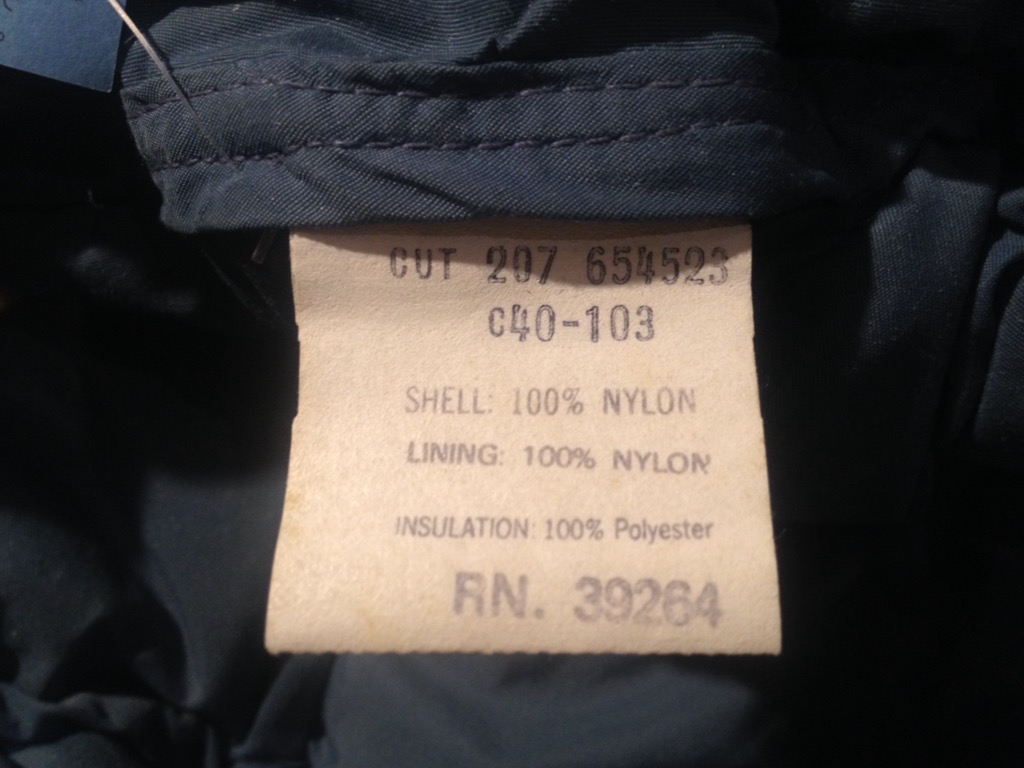 CUT 207 654523
C40-103
SHELL: 100% NYLON
LINING: 100% NYLON
INSULATION: 100% Polyester
RN. 39264